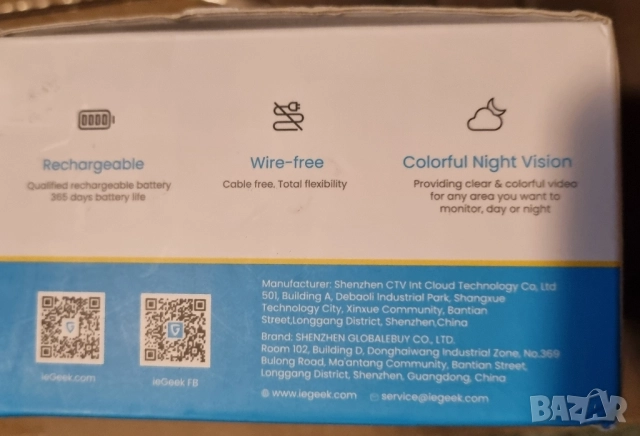 Rechargeable
Qualified rechargeable battery
365 days battery life
Wire-free
Cable free. Total flexibility
Colorful Night Vision
Providing clear & colorful video
for any area you want to
monitor, day or night
ieGeek.com
ieGeek FB
Manufacturer: Shenzhen CTV Int Cloud Technology Co, Ltd
501, Building A, Debaoli Industrial Park, Shangxue
Technology City, Xinxue Community, Bantian
Street,Longgang District, Shenzhen,China
Brand: SHENZHEN GLOBALEBUY CO., LTD.
Room 102, Building D, Donghaiwang Industrial Zone, No.369
Bulong Road, Ma'antang Community, Bantian Street,
Longgang District, Shenzhen, Guangdong, China
www.iegeek.com
service@iegeek.com
BAZAR